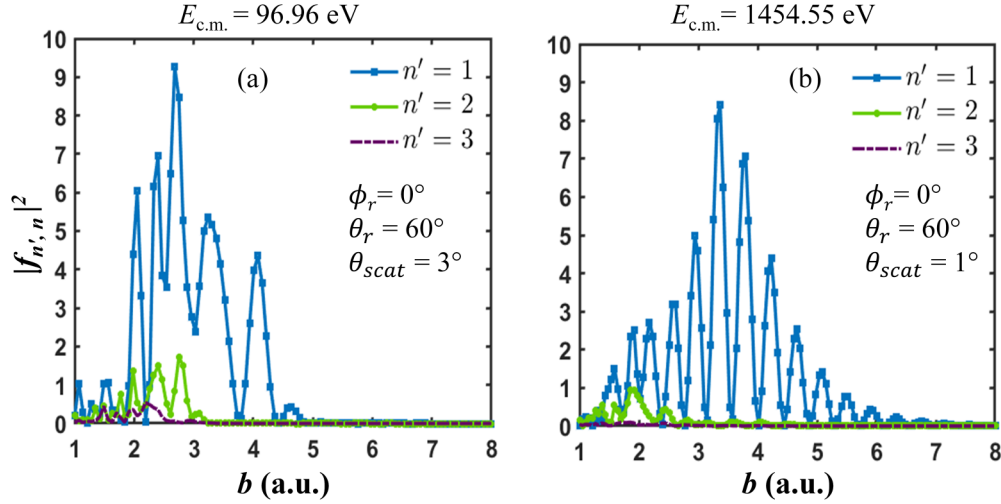 E_c.m. = 96.96 eV
(a)
n′ = 1
n′ = 2
n′ = 3
ϕ_r= 0°
θ_r = 60°
θ_scat = 3°
|f_n′, n|²
10
9
8
7
6
5
4
3
2
1
0
1 2 3 4 5 6 7 8
b (a.u.)
E_c.m. = 1454.55 eV
(b)
n′ = 1
n′ = 2
n′ = 3
ϕ_r= 0°
θ_r = 60°
θ_scat = 1°
10
9
8
7
6
5
4
3
2
1
0
1 2 3 4 5 6 7 8
b (a.u.)